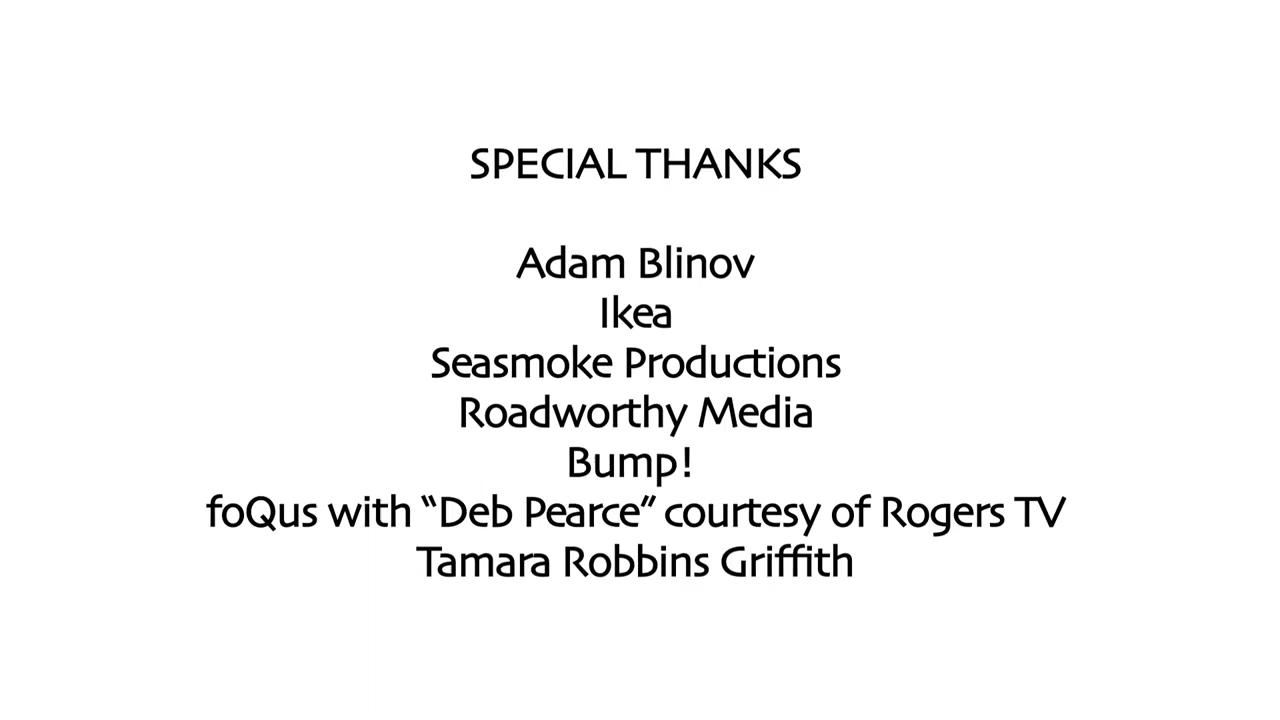 SPECIAL THANKS
Adam Blinov
Ikea
Seasmoke Productions
Roadworthy Media
Bump!
foQus with “Deb Pearce” courtesy of Rogers TV
Tamara Robbins Griffith